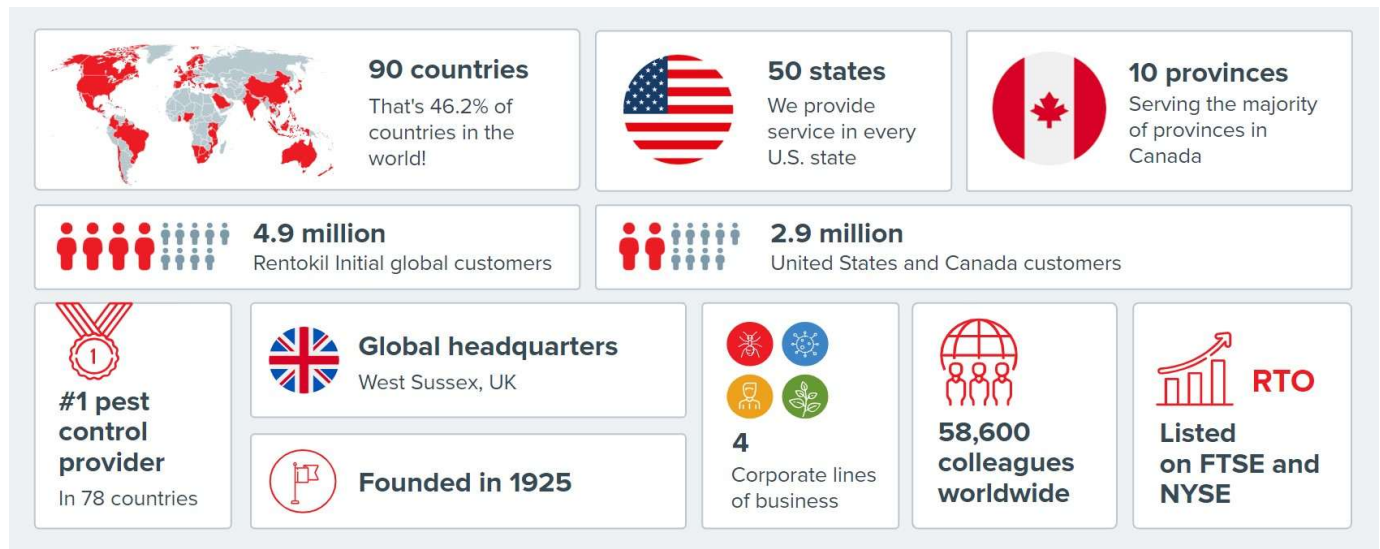 90 countries
That's 46.2% of
countries in the
world!
50 states
We provide
service in every
U.S. state
10 provinces
Serving the majority
of provinces in
Canada
4.9 million
Rentokil Initial global customers
2.9 million
United States and Canada customers
1
#1 pest
control
provider
In 78 countries
Global headquarters
West Sussex, UK
Founded in 1925
4
Corporate lines
of business
58,600
colleagues
worldwide
RTO
Listed
on FTSE and
NYSE